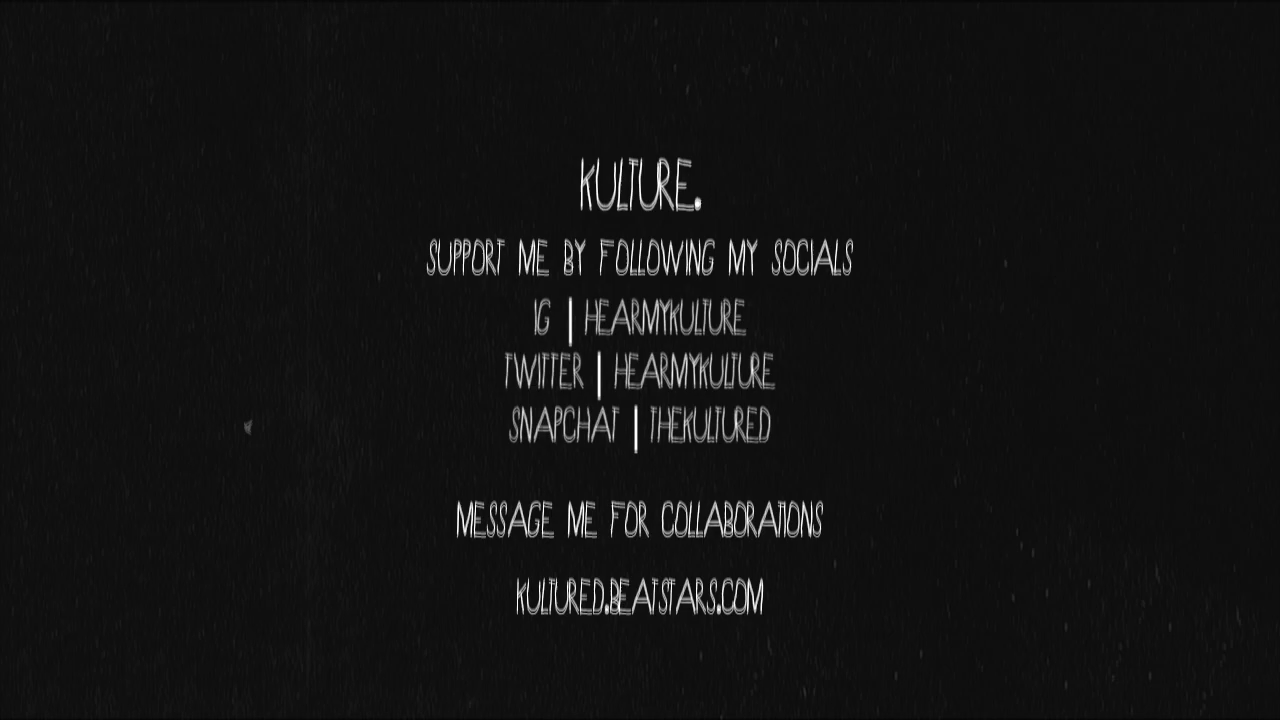 KULTURE.
SUPPORT ME BY FOLLOWING MY SOCIALS
IG | HEARMYKULTURE
TWITTER | HEARMYKULTURE
SNAPCHAT | THEKULTURED
MESSAGE ME FOR COLLABORATIONS
KULTURED.BEATSTARS.COM